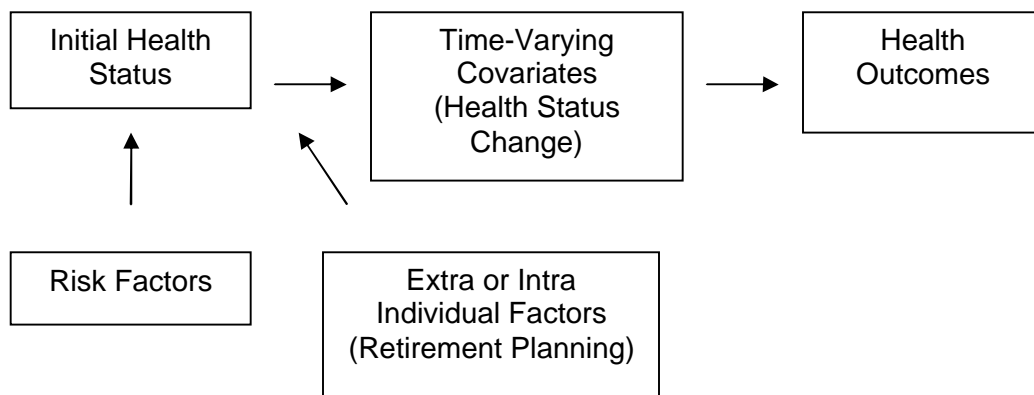 Initial Health
Status
Time-Varying
Covariates
(Health Status
Change)
Health
Outcomes
Risk Factors
Extra or Intra
Individual Factors
(Retirement Planning)